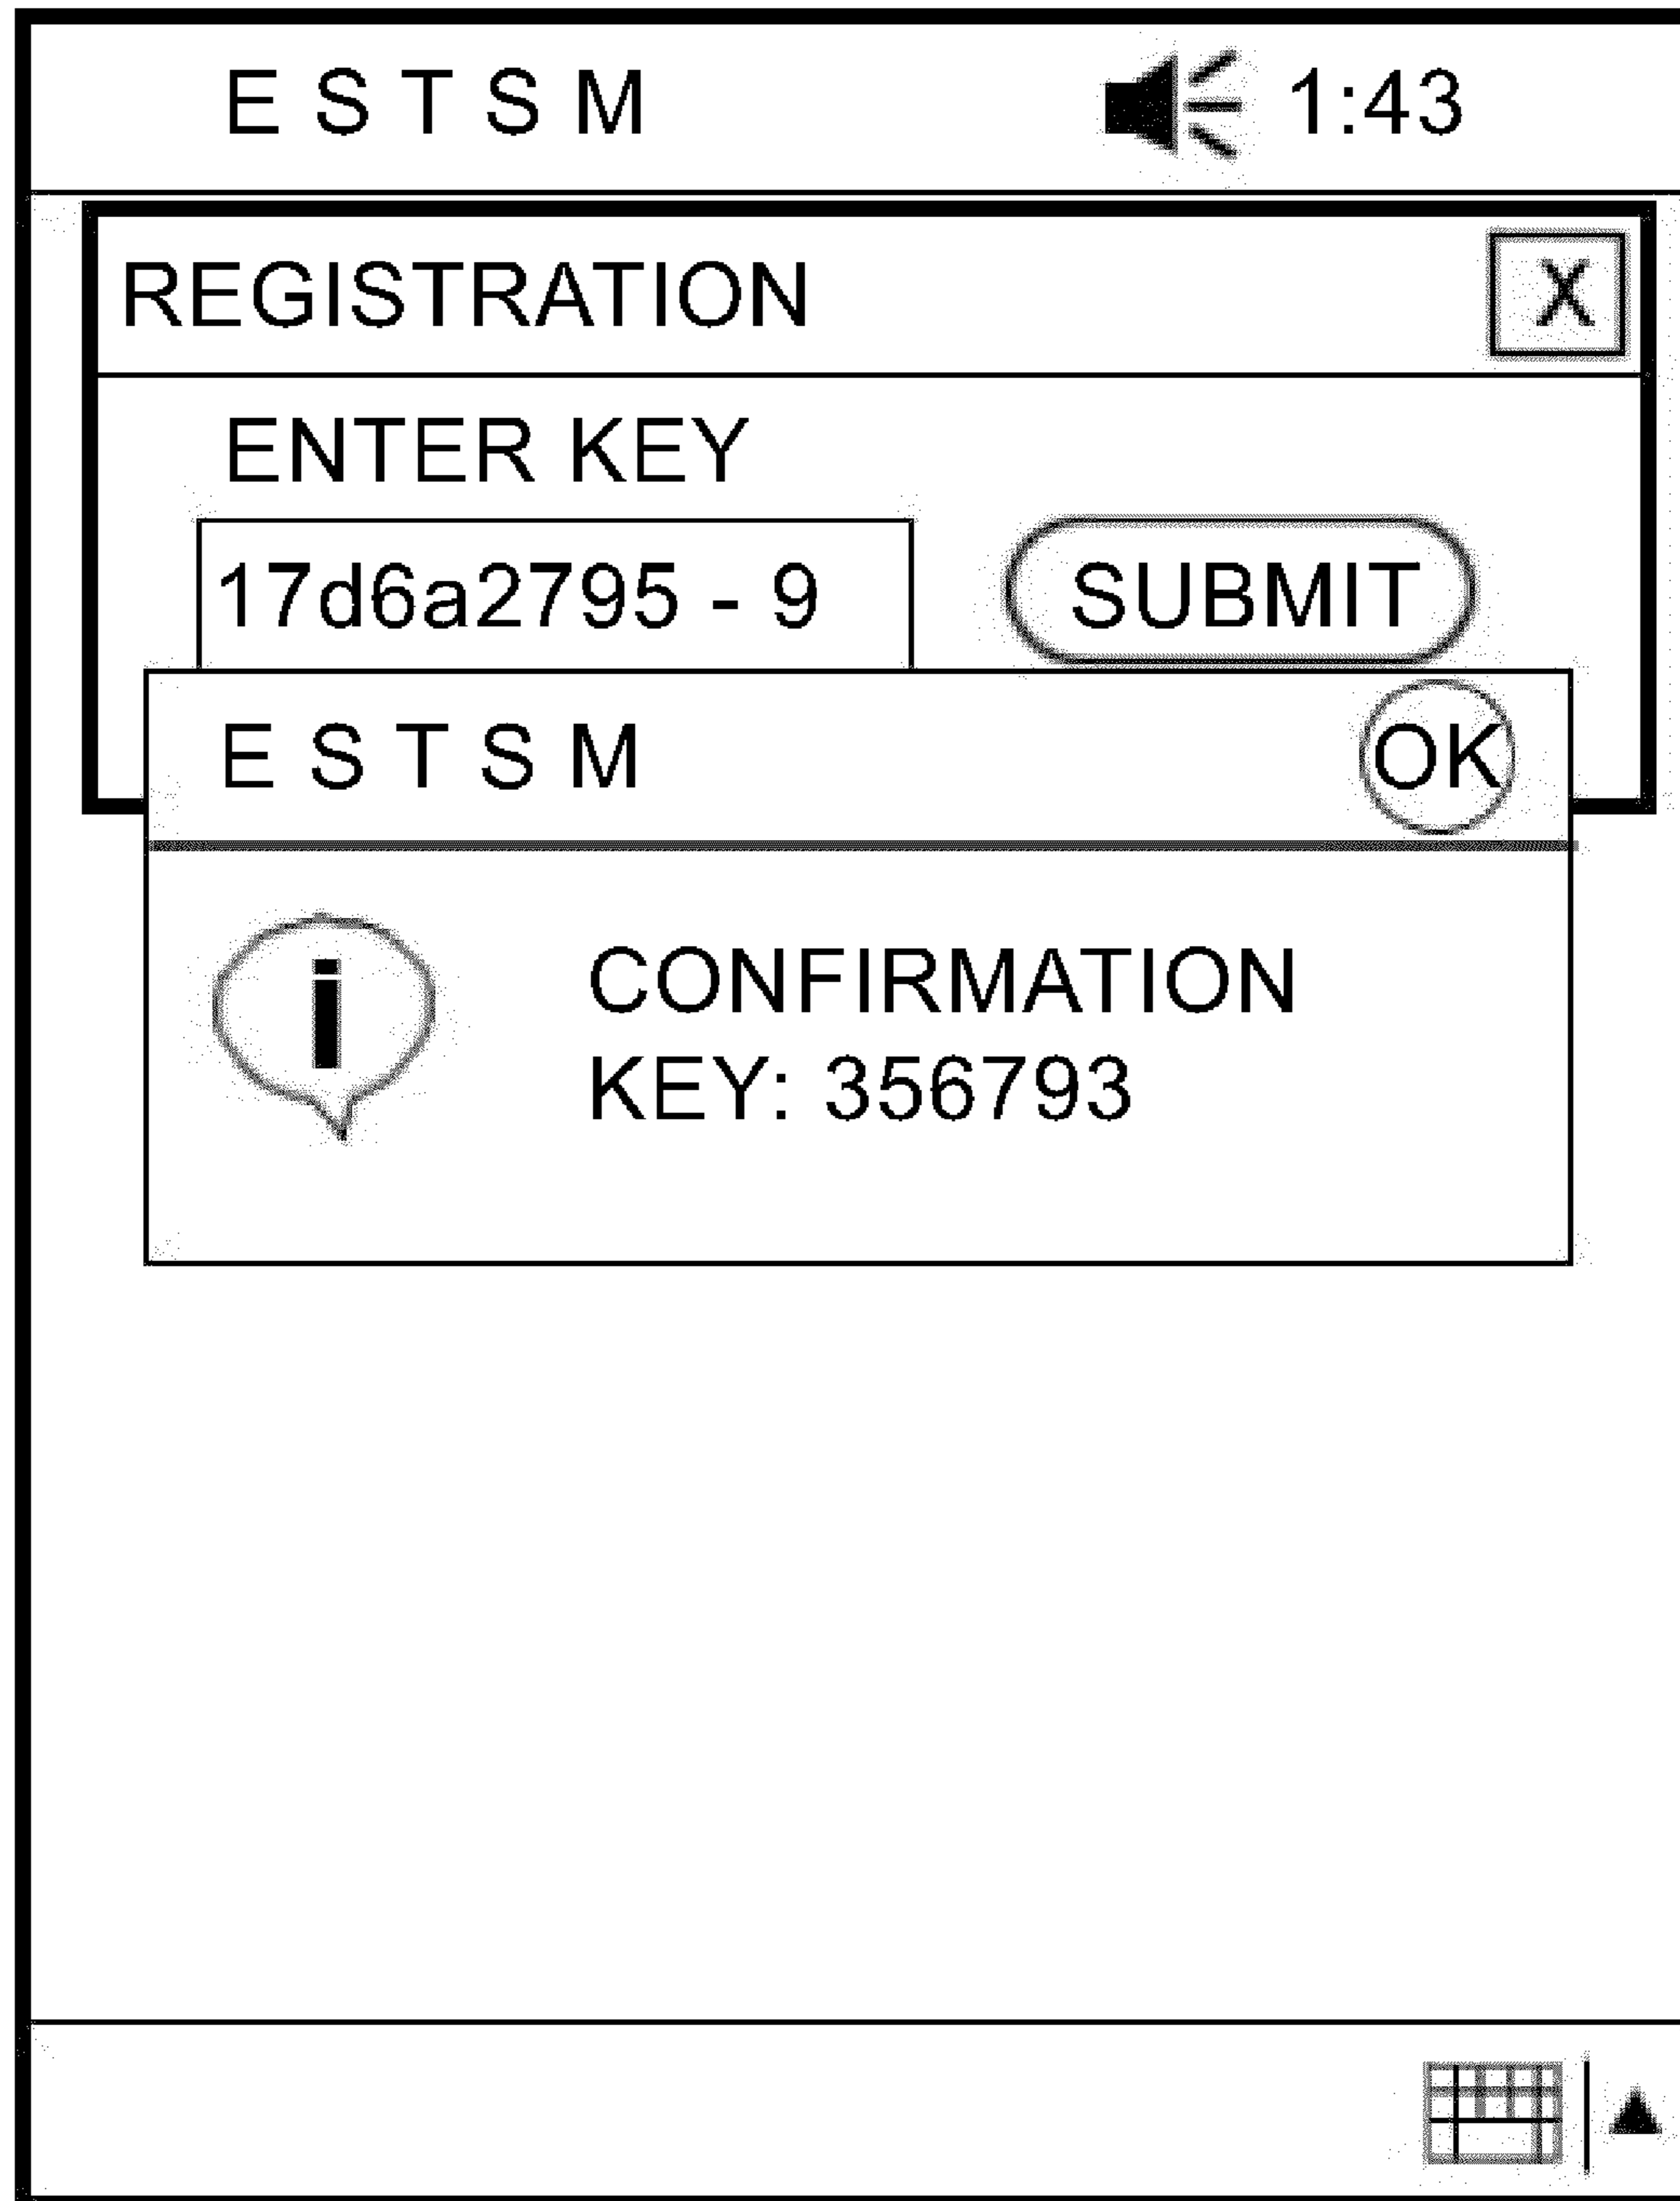 E S T S M 1:43
REGISTRATION X
ENTER KEY
17d6a2795 - 9 SUBMIT
E S T S M OK
i CONFIRMATION
KEY: 356793